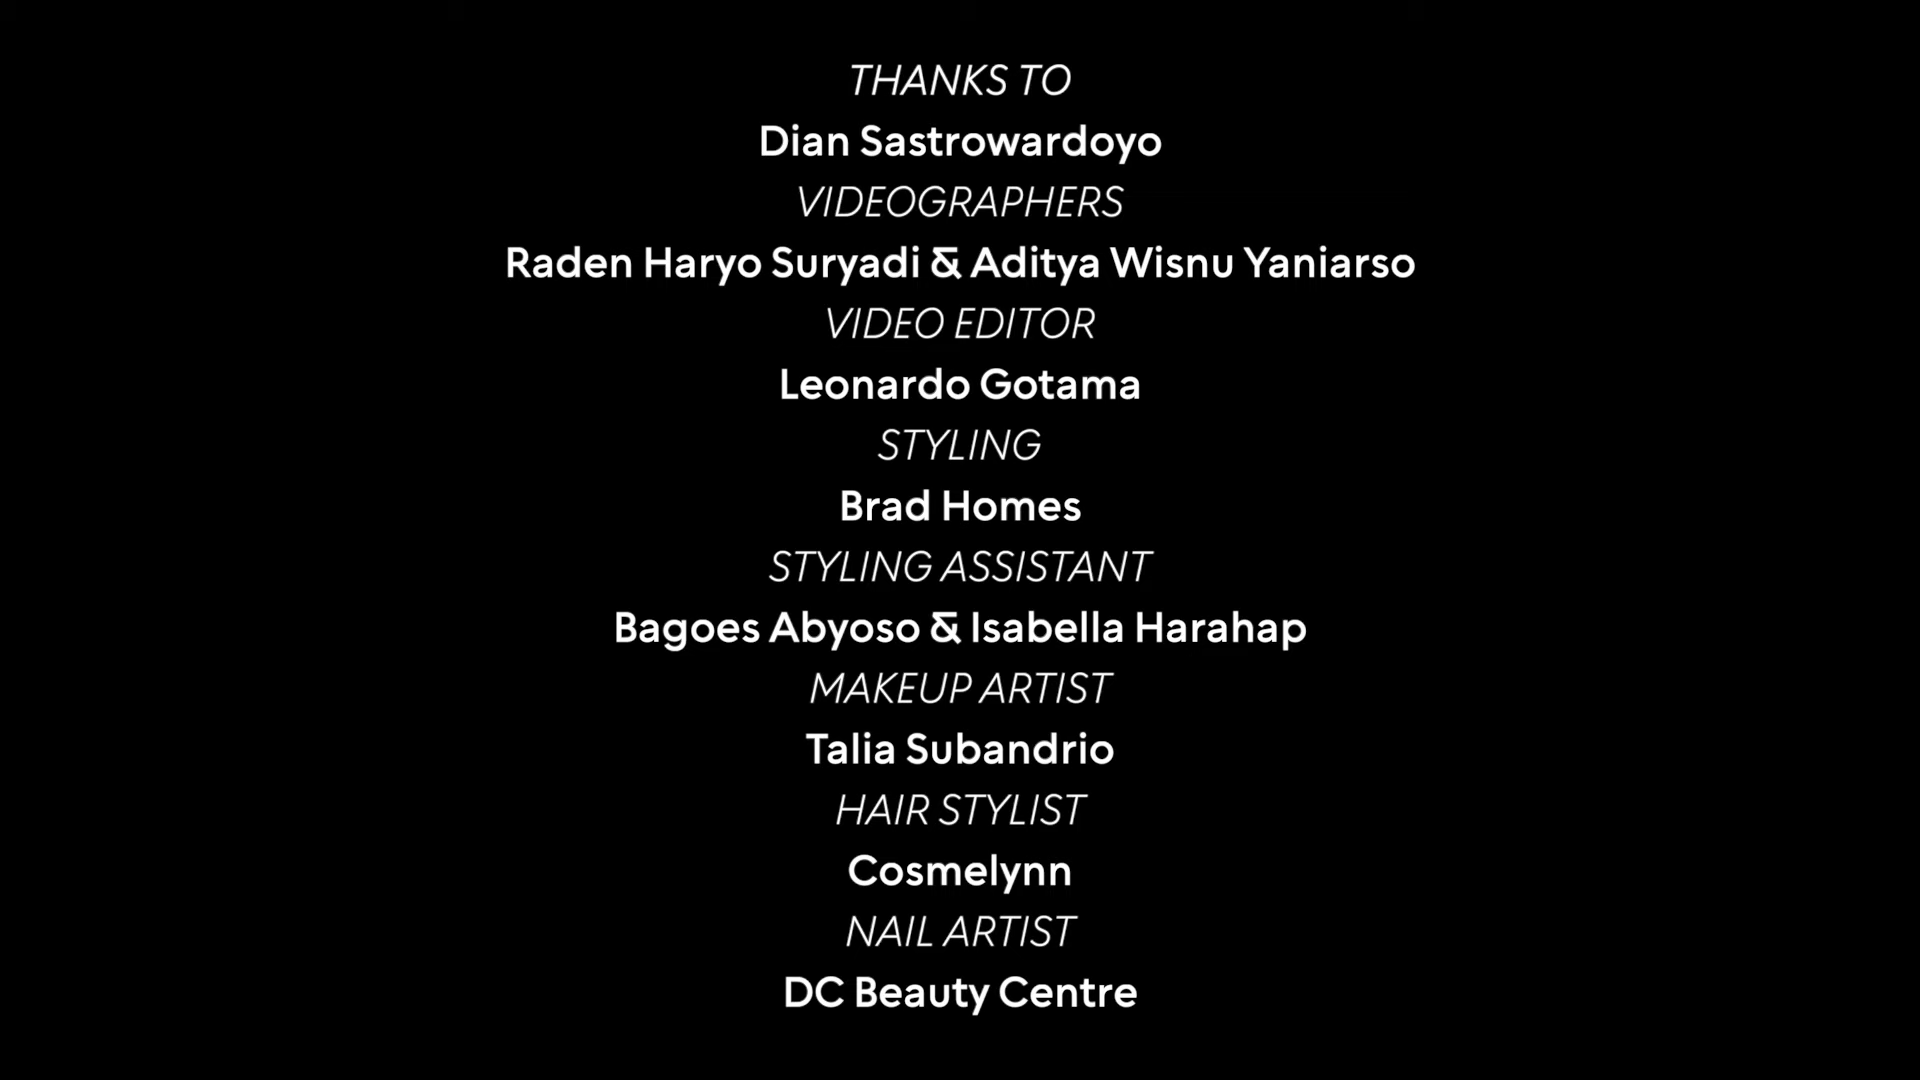 THANKS TO
Dian Sastrowardoyo
VIDEOGRAPHERS
Raden Haryo Suryadi & Aditya Wisnu Yaniarso
VIDEO EDITOR
Leonardo Gotama
STYLING
Brad Homes
STYLING ASSISTANT
Bagoes Abyoso & Isabella Harahap
MAKEUP ARTIST
Talia Subandrio
HAIR STYLIST
Cosmelynn
NAIL ARTIST
DC Beauty Centre